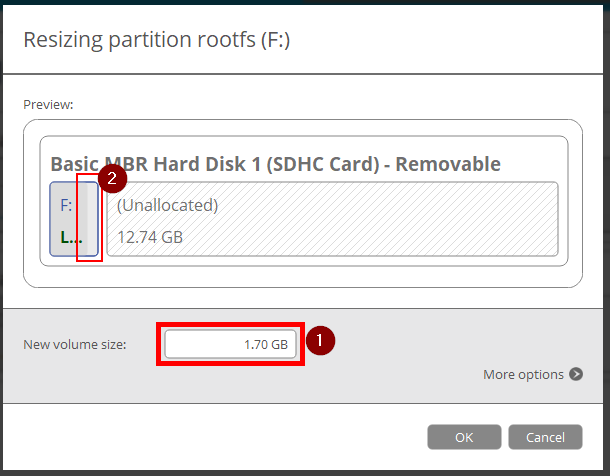 Resizing partition rootfs (F:)
Preview:
Basic MBR Hard Disk 1 (SDHC Card) - Removable
2
F:
(Unallocated)
L...
12.74 GB
New volume size:
1.70 GB
1
More options
OK
Cancel